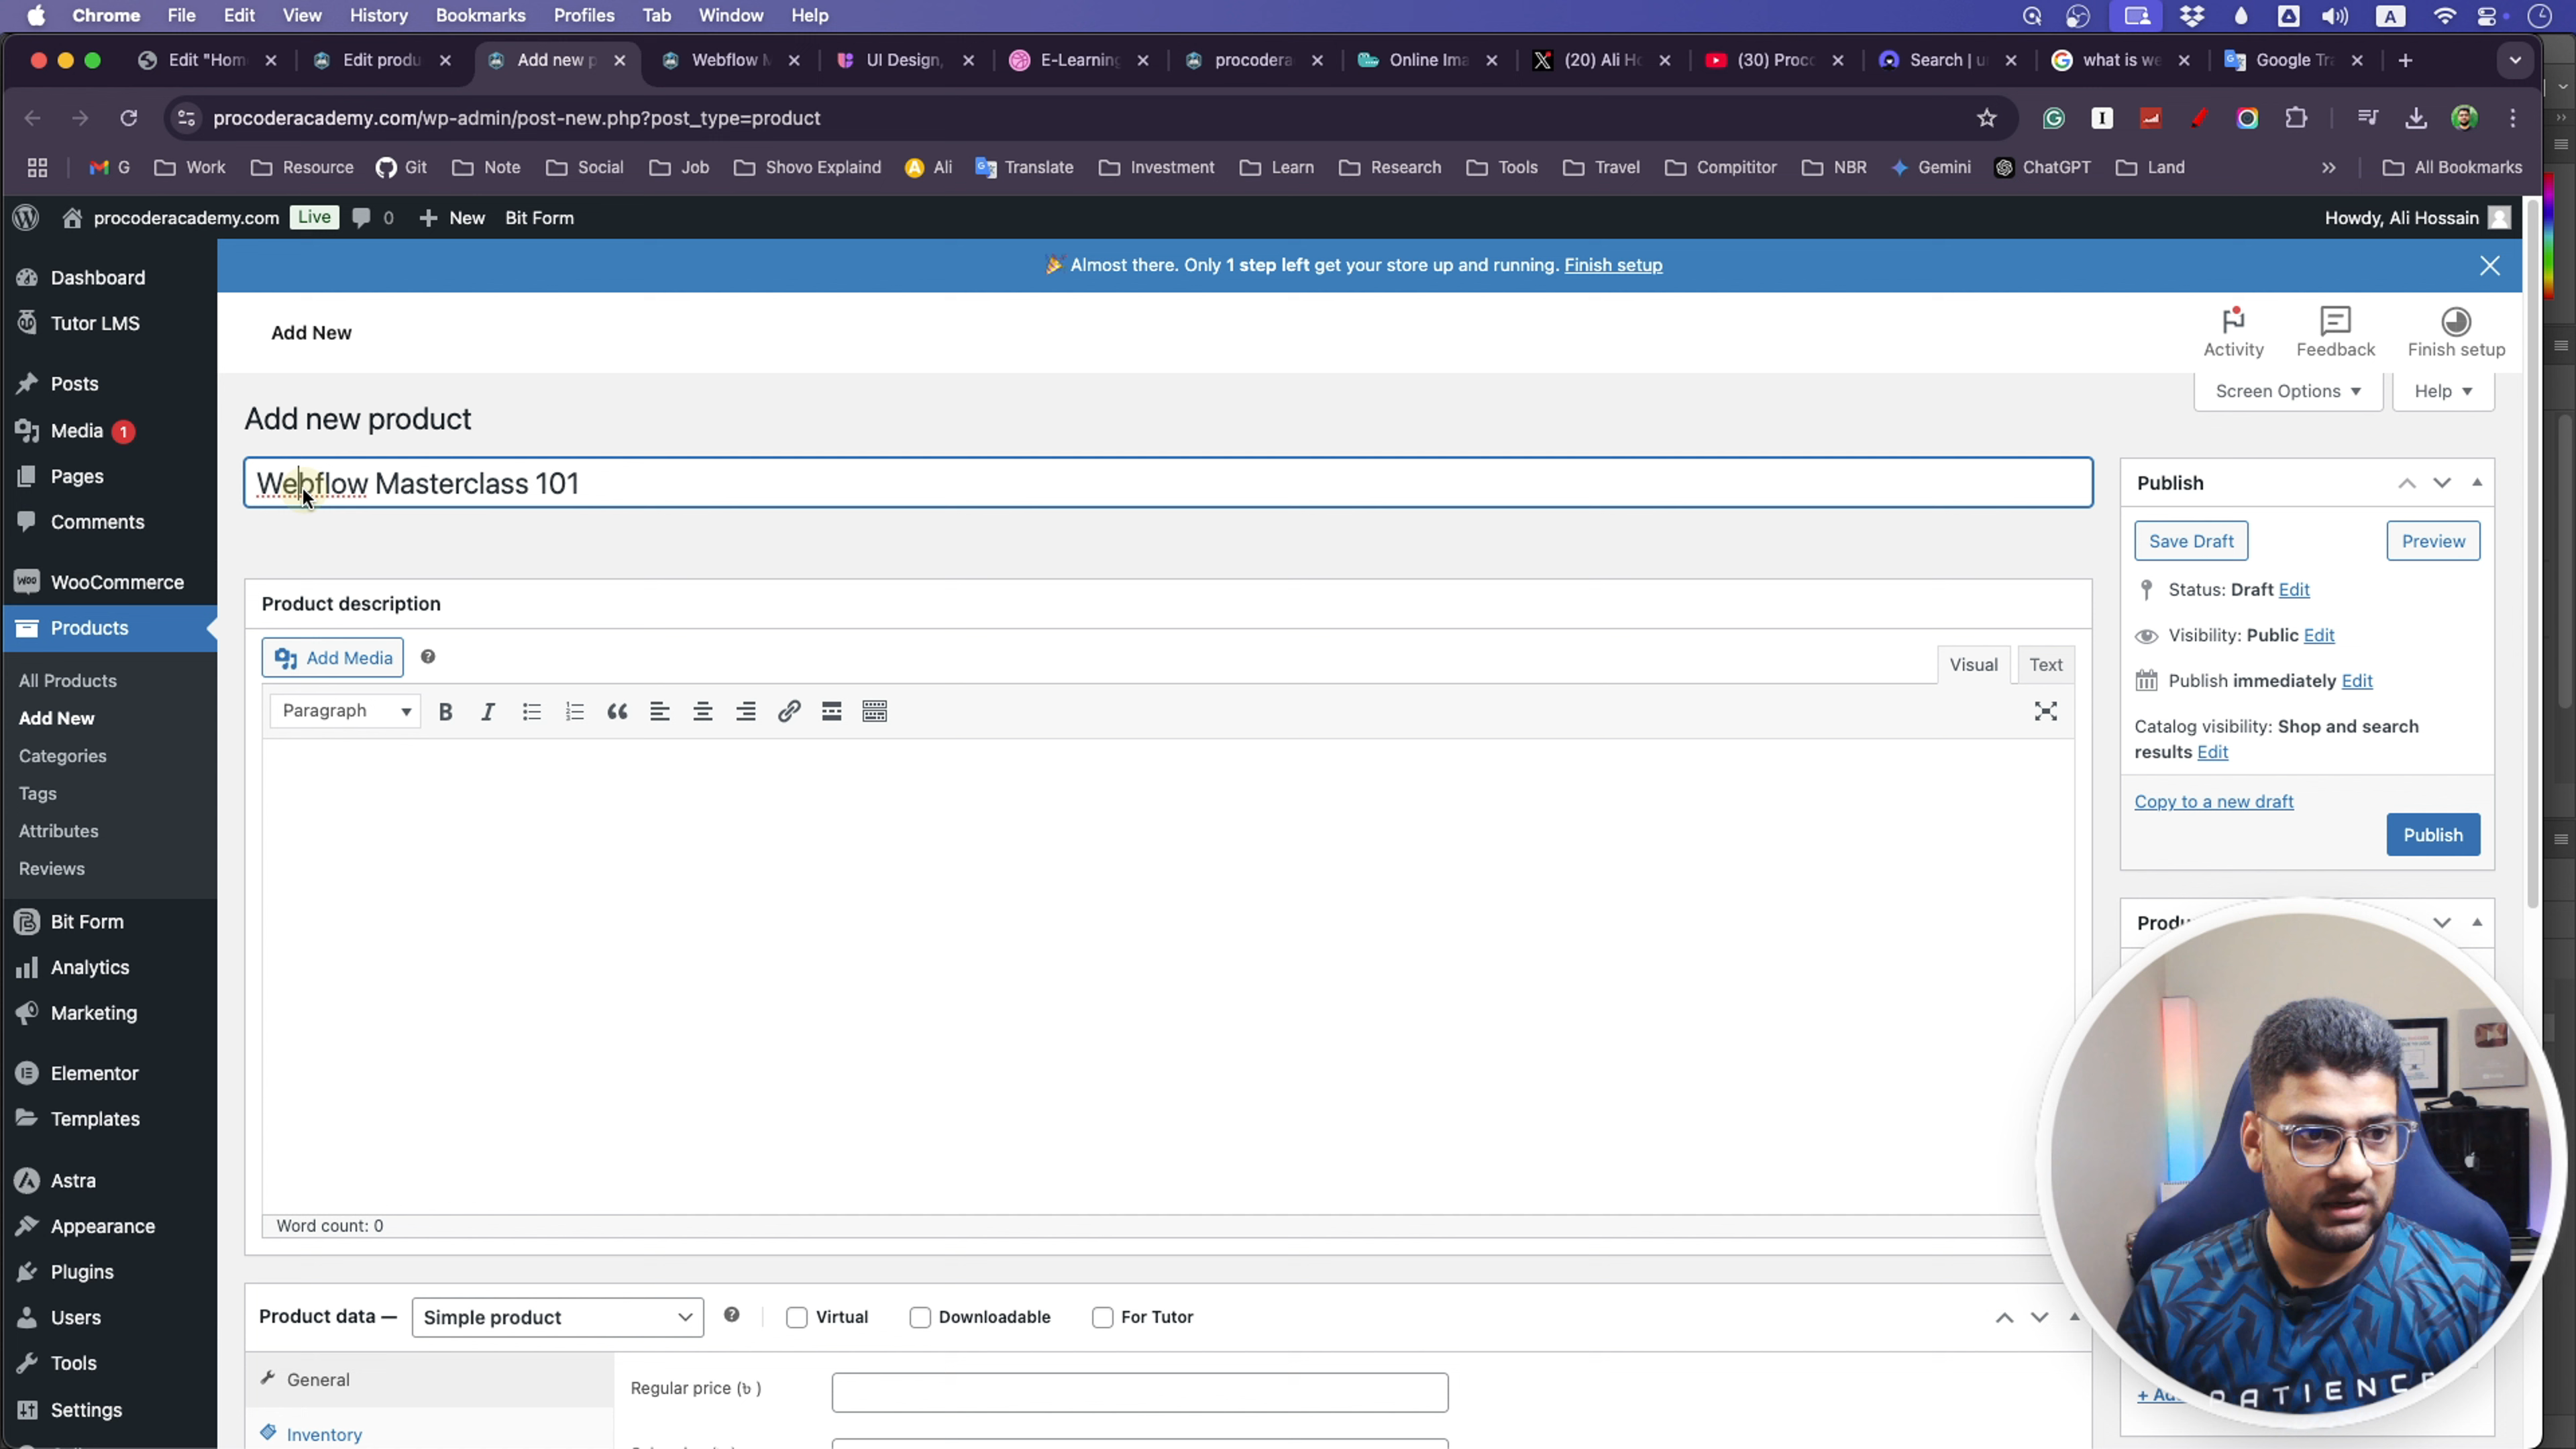 Chrome File Edit View History Bookmarks Profiles Tab Window Help
Edit "Hom Edit produ Add new p Webflow M UI Design, E-Learning procodera Online Ima (20) Ali Ho (30) Proco Search | u what is we Google Tra
procoderacademy.com/wp-admin/post-new.php?post_type=product
G Work Resource Git Note Social Job Shovo Explaind Ali Translate Investment Learn Research Tools Travel Compititor NBR Gemini ChatGPT Land All Bookmarks
procoderacademy.com Live 0 New Bit Form Howdy, Ali Hossain
Almost there. Only 1 step left get your store up and running. Finish setup
Add New
Activity Feedback Finish setup
Screen Options Help
Dashboard
Tutor LMS
Posts
Media 1
Pages
Comments
WooCommerce
Products
All Products
Add New
Categories
Tags
Attributes
Reviews
Bit Form
Analytics
Marketing
Elementor
Templates
Astra
Appearance
Plugins
Users
Tools
Settings
Add new product
Webflow Masterclass 101
Product description
Add Media
Visual Text
Paragraph
Word count: 0
Product data — Simple product Virtual Downloadable For Tutor
General
Inventory
Regular price (৳ )
Publish
Save Draft Preview
Status: Draft Edit
Visibility: Public Edit
Publish immediately Edit
Catalog visibility: Shop and search
results Edit
Copy to a new draft
Publish
Produ
+ Ad
PATIENCE